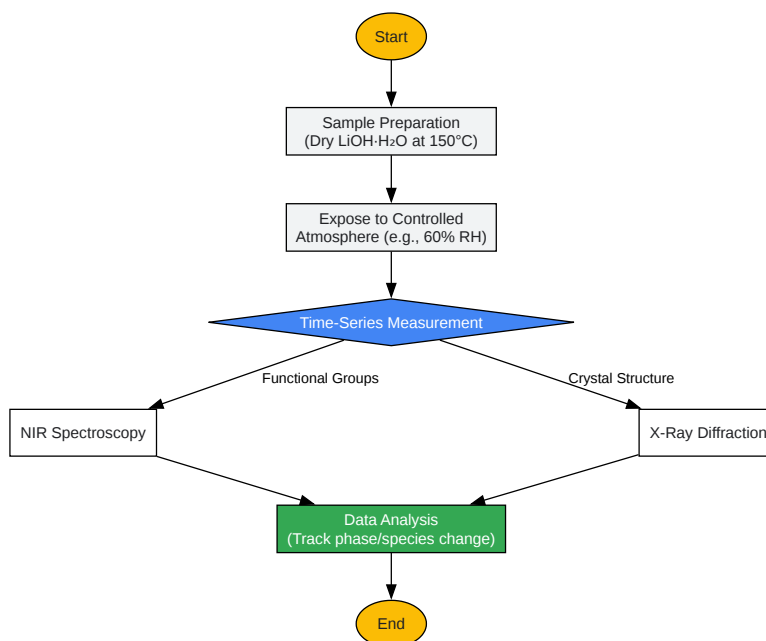 Start
Sample Preparation
(Dry LiOH·H₂O at 150°C)
Expose to Controlled
Atmosphere (e.g., 60% RH)
Time-Series Measurement
Functional Groups
Crystal Structure
NIR Spectroscopy
X-Ray Diffraction
Data Analysis
(Track phase/species change)
End